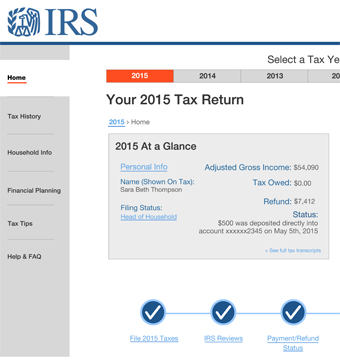 IRS
Select a Tax Ye
2015 2014 2013 20
Home
Tax History
Household Info
Financial Planning
Tax Tips
Help & FAQ
Your 2015 Tax Return
2015 › Home
2015 At a Glance
Personal Info
Name (Shown On Tax):
Sara Beth Thompson
Filing Status:
Head of Household
Adjusted Gross Income: $54,090
Tax Owed: $0.00
Refund: $7,412
Status:
$500 was deposited directly into
account xxxxxx2345 on May 5th, 2015
+ See full tax transcripts
File 2015 Taxes
IRS Reviews
Payment/Refund
Status